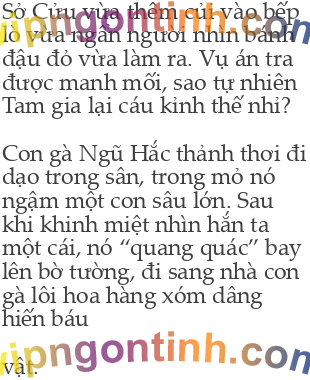 Sở Cửu vừa thêm củi vào bếp
lò vừa ngẩn người nhìn bánh
đậu đỏ vừa làm ra. Vụ án tra
được manh mối, sao tự nhiên
Tam gia lại cáu kỉnh thế nhỉ?
Con gà Ngũ Hắc thảnh thơi đi
dạo trong sân, trong mỏ nó
ngậm một con sâu lớn. Sau
khi khinh miệt nhìn hắn ta
một cái, nó “quang quác” bay
lên bờ tường, đi sang nhà con
gà lôi hoa hàng xóm dâng
hiến báu
vật.
vipngontinh.com
vipngontinh.com